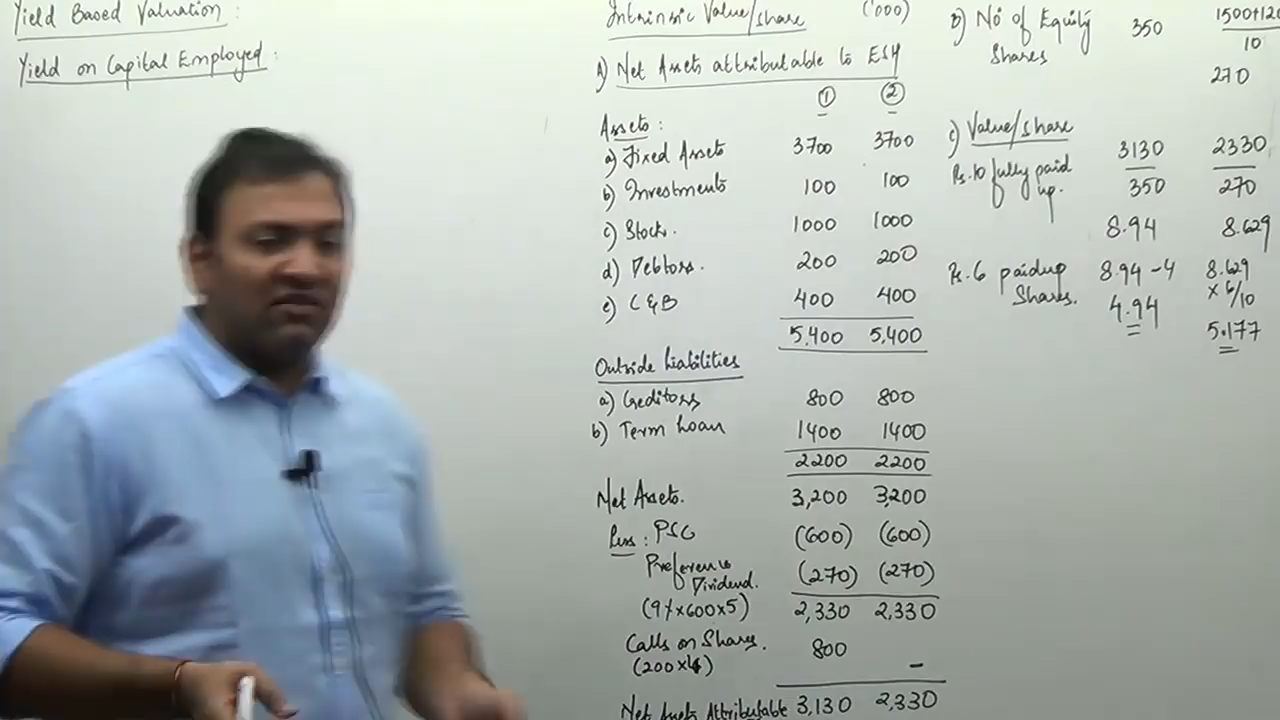 Yield Based Valuation :
Yield on Capital Employed :
Intrinsic Value/share ('000)
A) Net Assets attributable to ESH
① ②
Assets :
a) Fixed Assets 3700 3700
b) Investments 100 100
c) Stock. 1000 1000
d) Debtors. 200 200
e) C & B 400 400
5,400 5,400
Outside Liabilities
a) Creditors 800 800
b) Term Loan 1400 1400
2200 2200
Net Assets. 3,200 3,200
Less : PSC (600) (600)
Preference Dividend. (270) (270)
(9%x600x5) 2,330 2,330
Calls on Shares. 800
(200x4) -
Net Assets Attributable 3,130 2,330
B) No of Equity 350 1500+120
Shares 10
270
c) Value/share
Rs.10 fully paid up. 3130 2330
350 270
8.94 8.629
Rs.6 paidup 8.94 -4 8.629
Shares. 4.94 x 6/10
5.177